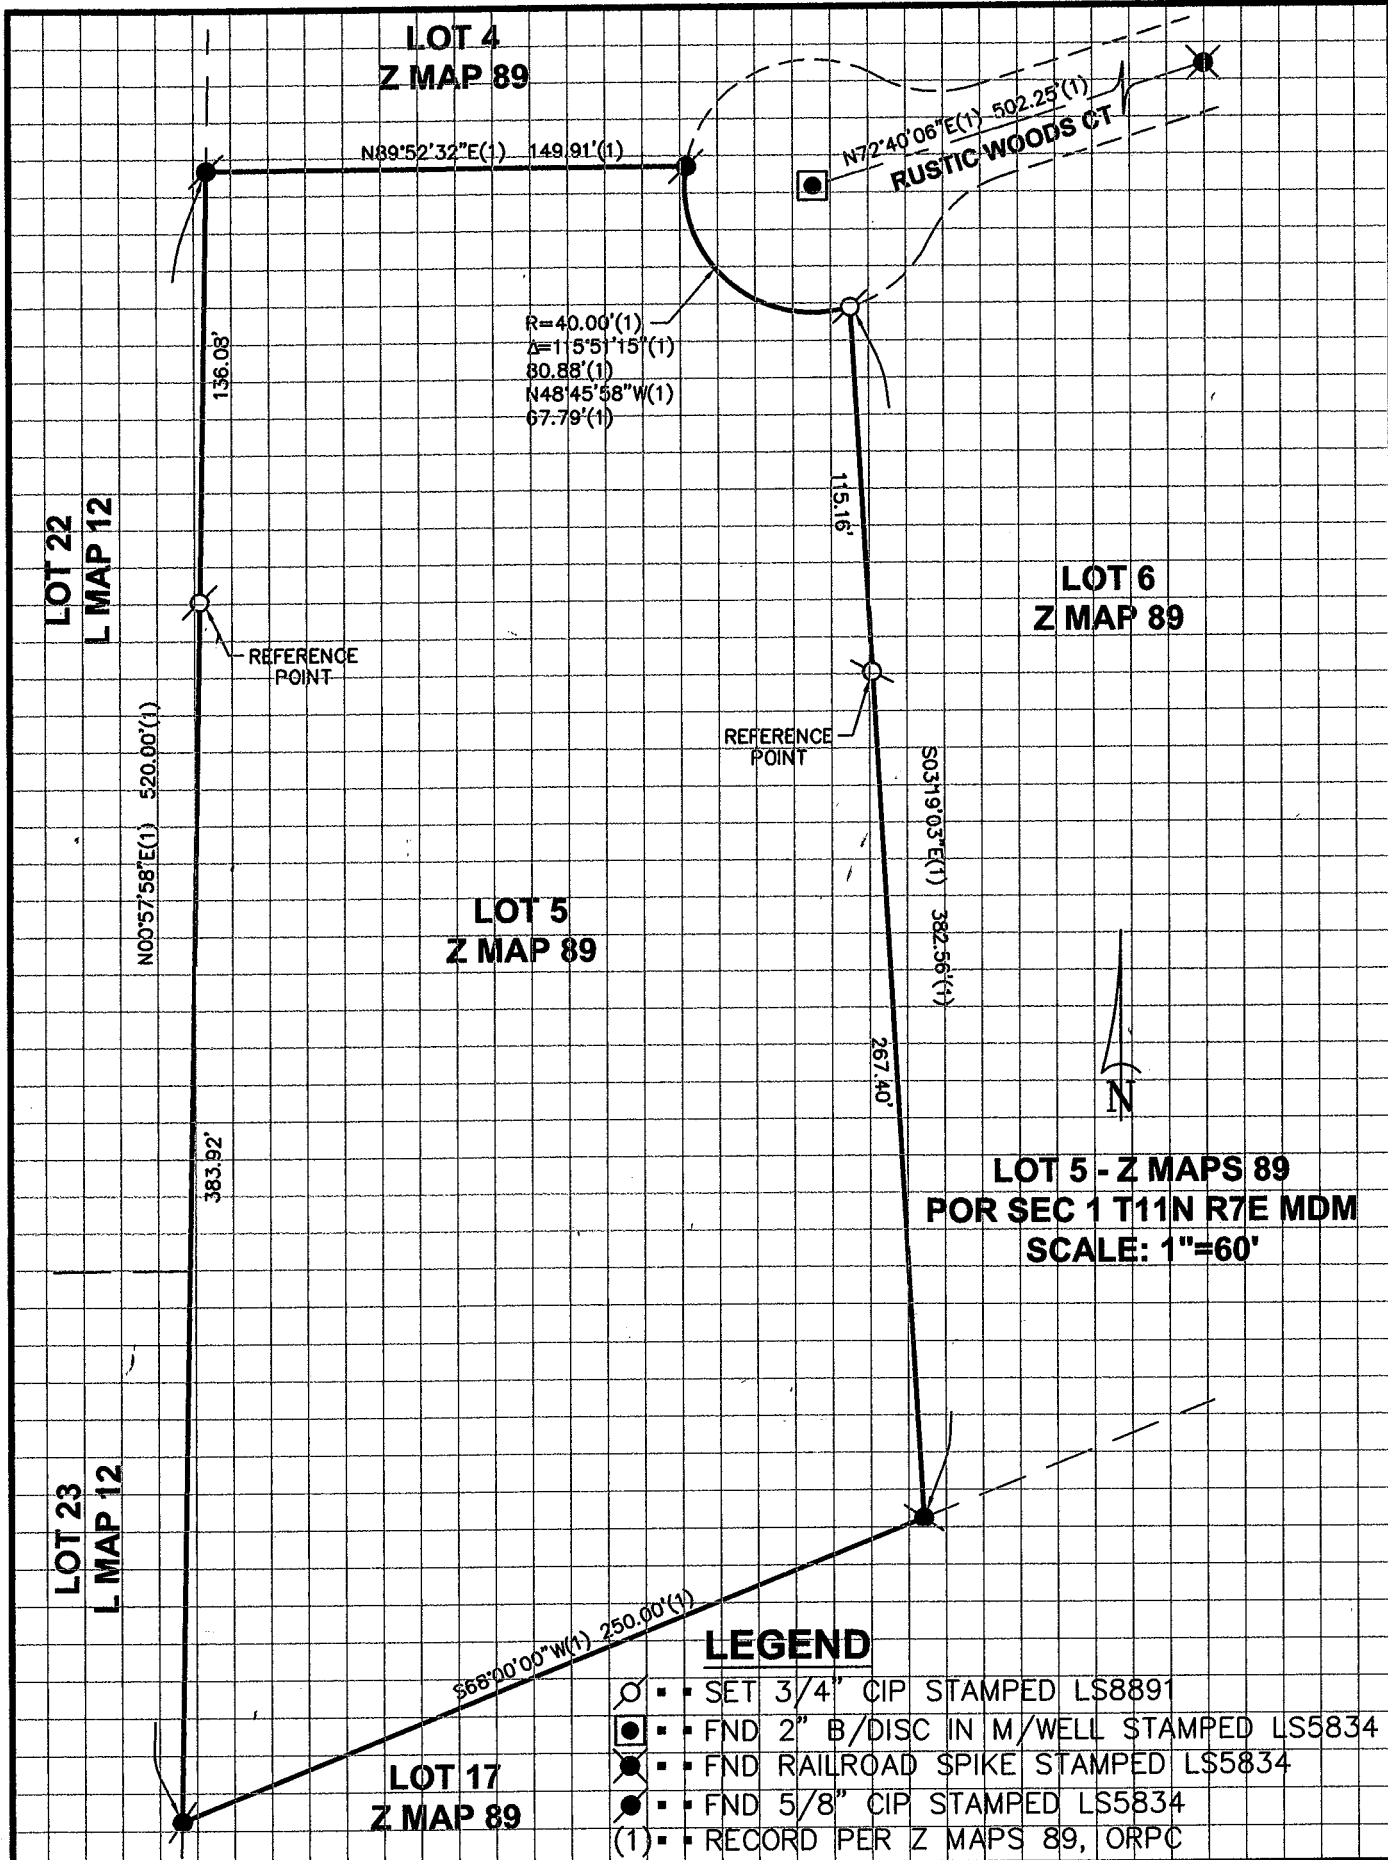 LOT 4
Z MAP 89
N72°40'06"E(1) 502.25'(1)
RUSTIC WOODS CT
N89°52'32"E(1) 149.91'(1)
R=40.00'(1)
Δ=115°51'15"(1)
80.88'(1)
N48°45'58"W(1)
67.79'(1)
136.08'
115.16'
LOT 22
L MAP 12
LOT 6
Z MAP 89
REFERENCE
POINT
REFERENCE
POINT
N00°57'58"E(1) 520.00'(1)
S03°19'03"E(1) 382.56'(1)
LOT 5
Z MAP 89
267.40'
N
383.92'
LOT 5 - Z MAPS 89
POR SEC 1 T11N R7E MDM
SCALE: 1"=60'
LOT 23
L MAP 12
S68°00'00"W(1) 250.00'(1)
LOT 17
Z MAP 89
LEGEND
SET 3/4" CIP STAMPED LS8891
FND 2" B/DISC IN M/WELL STAMPED LS5834
FND RAILROAD SPIKE STAMPED LS5834
FND 5/8" CIP STAMPED LS5834
(1) RECORD PER Z MAPS 89, ORPC